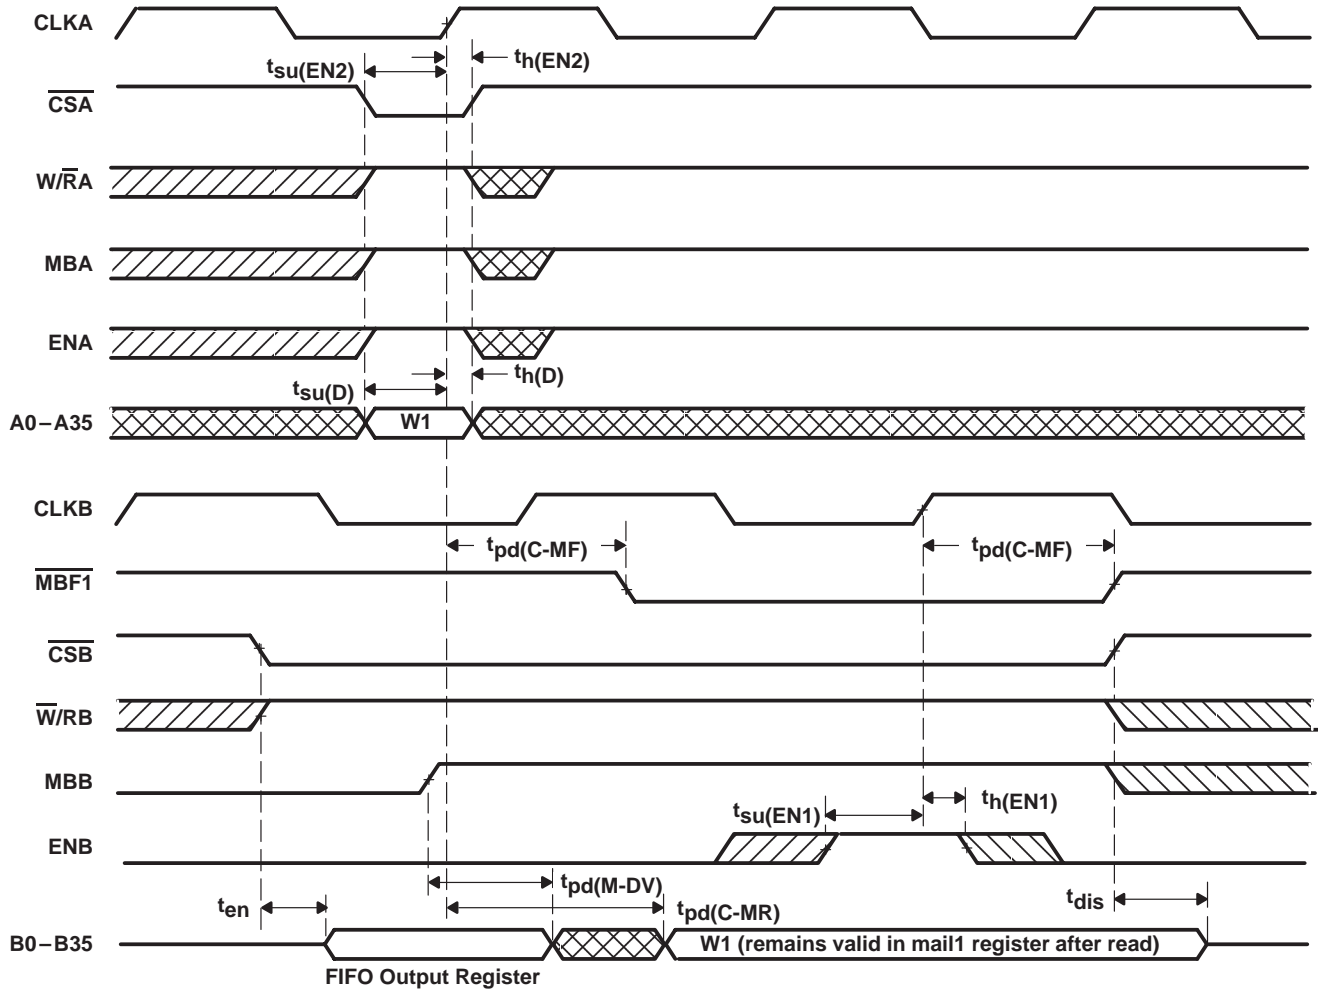 CLKA
tsu(EN2)
th(EN2)
CSA
W/RA
MBA
ENA
tsu(D)
th(D)
A0–A35
W1
CLKB
tpd(C-MF)
tpd(C-MF)
MBF1
CSB
W/RB
MBB
tsu(EN1)
th(EN1)
ENB
tpd(M-DV)
ten
tpd(C-MR)
tdis
B0–B35
W1 (remains valid in mail1 register after read)
FIFO Output Register